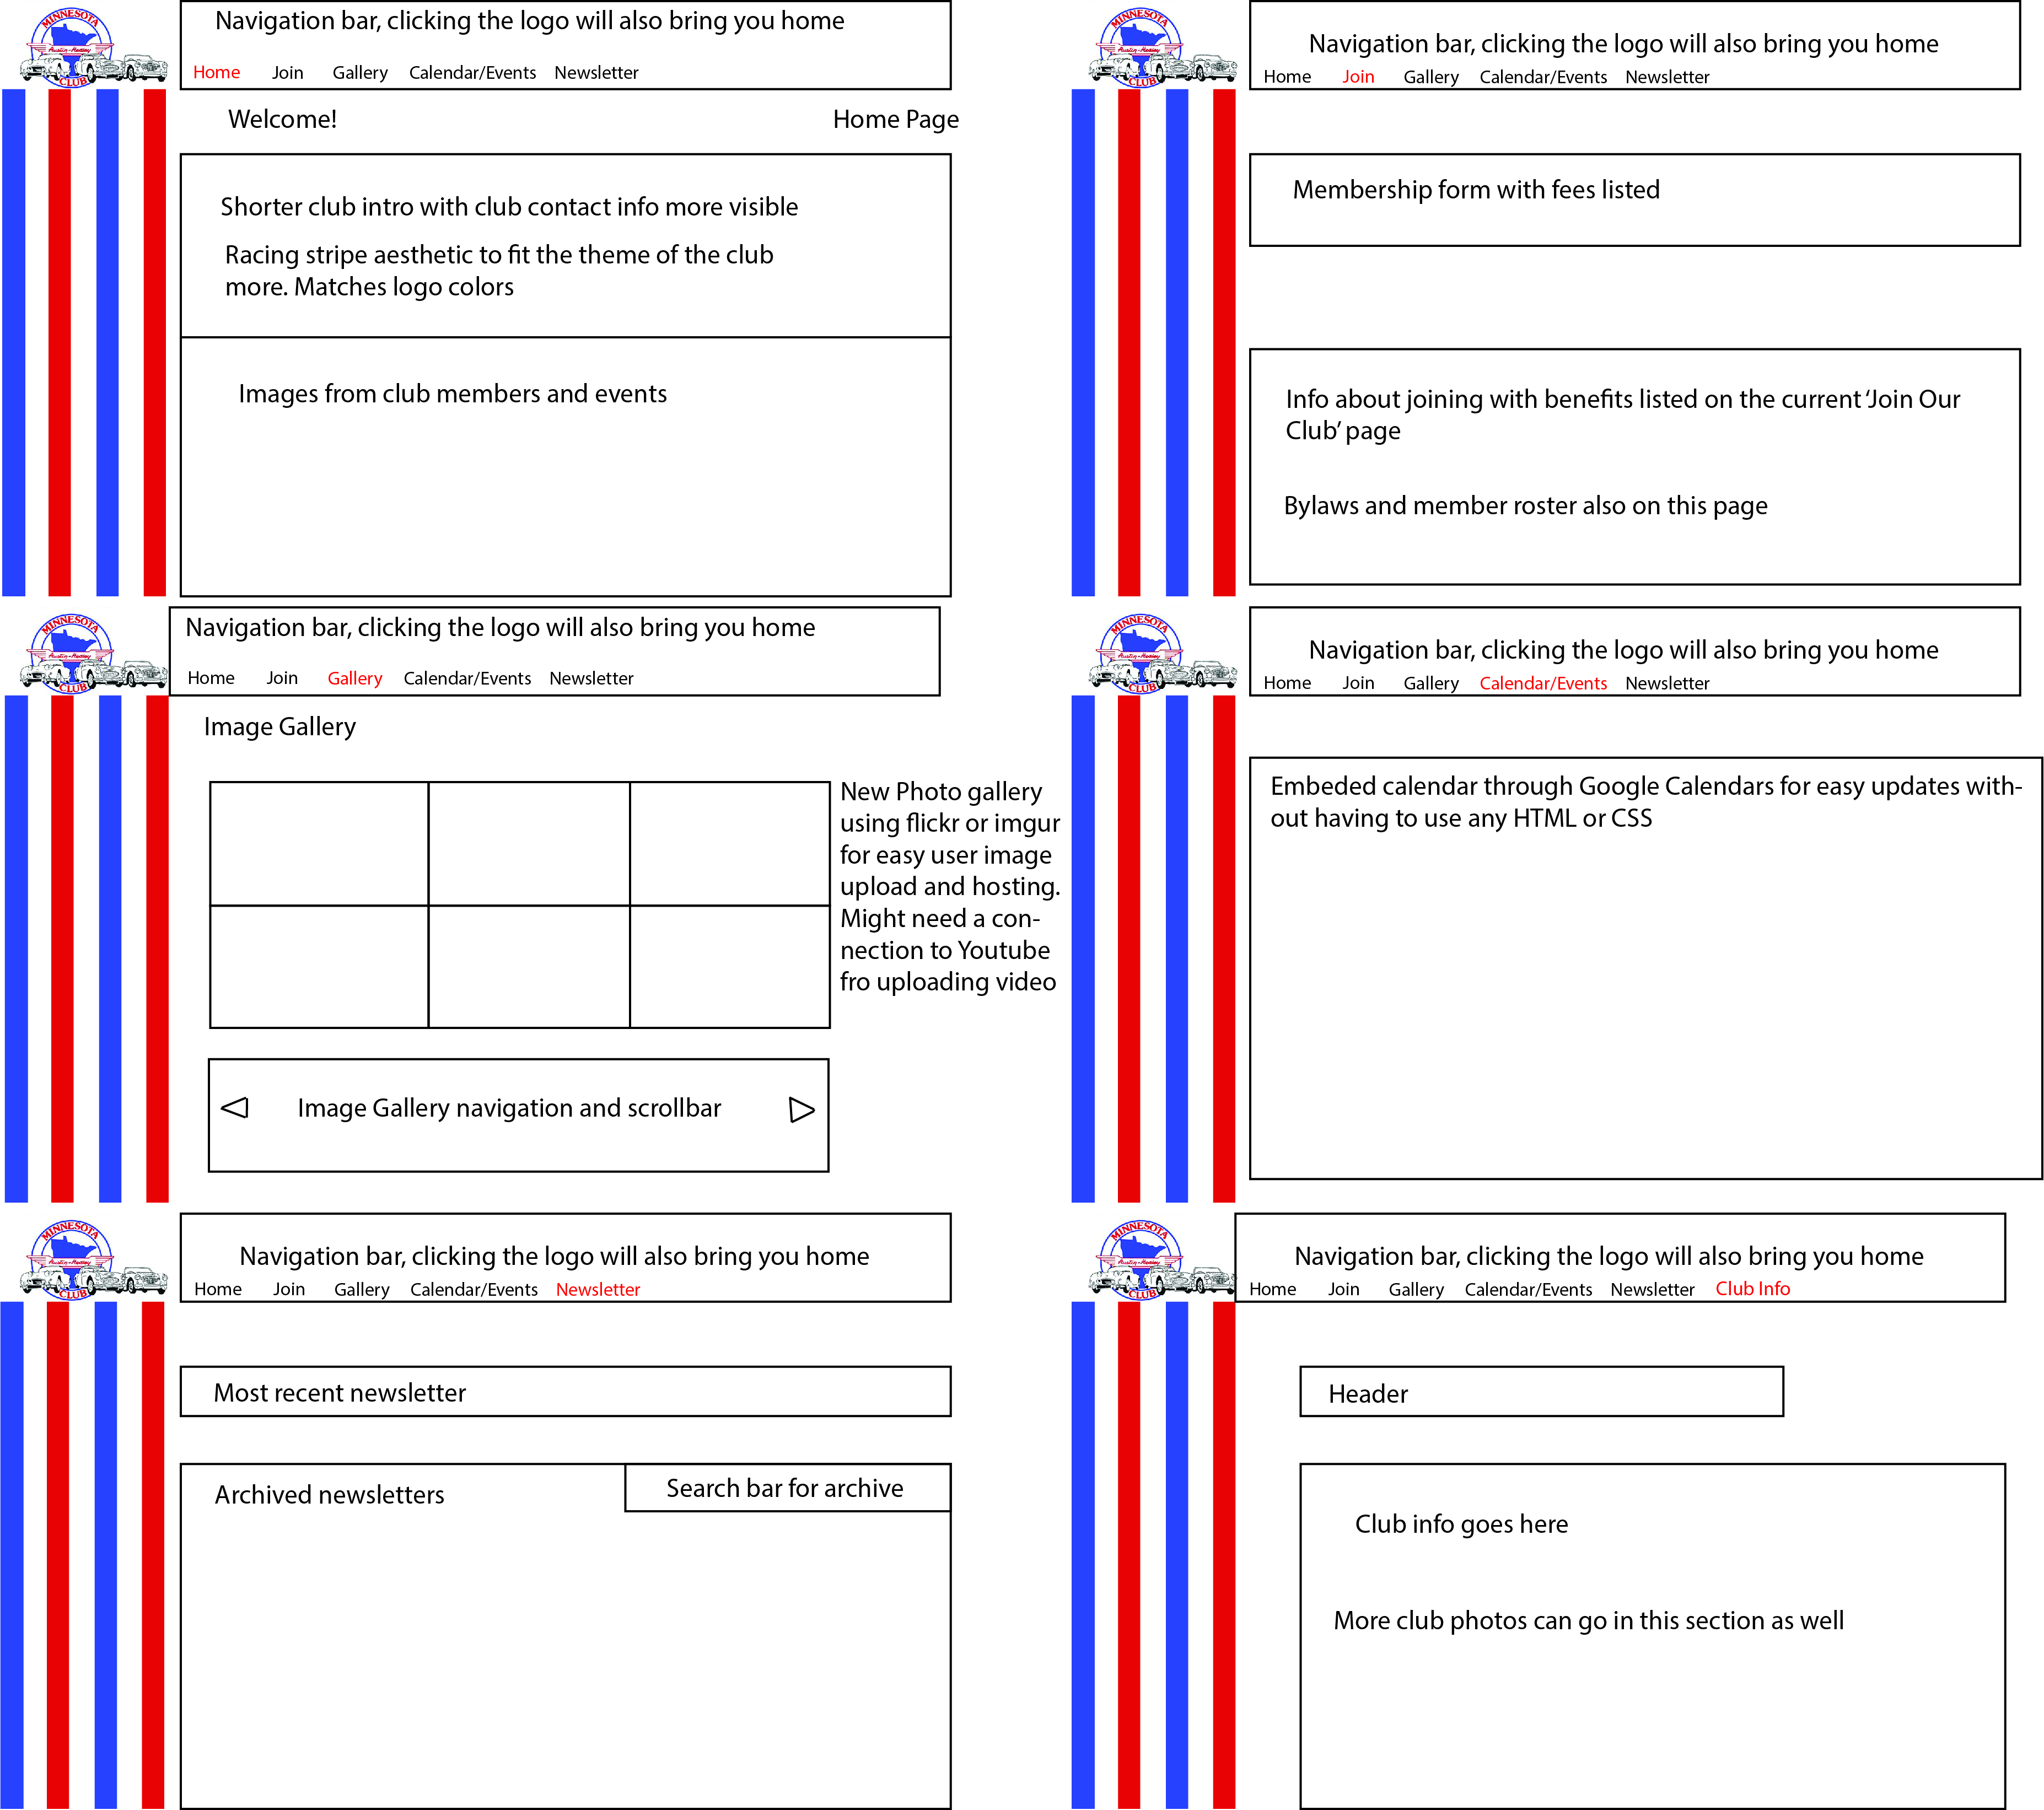 MINNESOTA
Austin-Healey
CLUB
Navigation bar, clicking the logo will also bring you home
Home Join Gallery Calendar/Events Newsletter
Welcome!
Home Page
Shorter club intro with club contact info more visible
Racing stripe aesthetic to fit the theme of the club
more. Matches logo colors
Images from club members and events
MINNESOTA
Austin-Healey
CLUB
Navigation bar, clicking the logo will also bring you home
Home Join Gallery Calendar/Events Newsletter
Membership form with fees listed
Info about joining with benefits listed on the current ‘Join Our
Club’ page
Bylaws and member roster also on this page
MINNESOTA
Austin-Healey
CLUB
Navigation bar, clicking the logo will also bring you home
Home Join Gallery Calendar/Events Newsletter
Image Gallery
New Photo gallery
using flickr or imgur
for easy user image
upload and hosting.
Might need a con-
nection to Youtube
fro uploading video
Image Gallery navigation and scrollbar
MINNESOTA
Austin-Healey
CLUB
Navigation bar, clicking the logo will also bring you home
Home Join Gallery Calendar/Events Newsletter
Embeded calendar through Google Calendars for easy updates with-
out having to use any HTML or CSS
MINNESOTA
Austin-Healey
CLUB
Navigation bar, clicking the logo will also bring you home
Home Join Gallery Calendar/Events Newsletter
Most recent newsletter
Archived newsletters
Search bar for archive
MINNESOTA
Austin-Healey
CLUB
Navigation bar, clicking the logo will also bring you home
Home Join Gallery Calendar/Events Newsletter Club Info
Header
Club info goes here
More club photos can go in this section as well